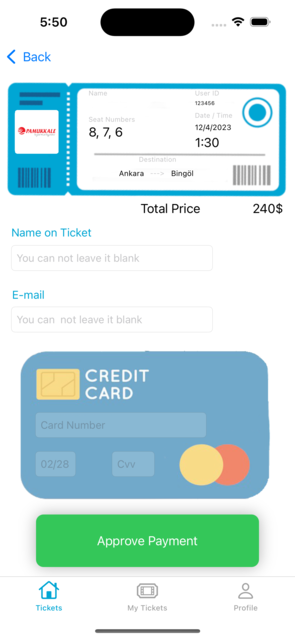 5:50
Back
Name
User ID
123456
Seat Numbers
Date / Time
8, 7, 6
12/4/2023
1:30
PAMUKKALE
Destination
Ankara
Bingöl
Total Price 240$
Name on Ticket
You can not leave it blank
E-mail
You can not leave it blank
CREDIT
CARD
Card Number
02/28
Cvv
Approve Payment
Tickets
My Tickets
Profile